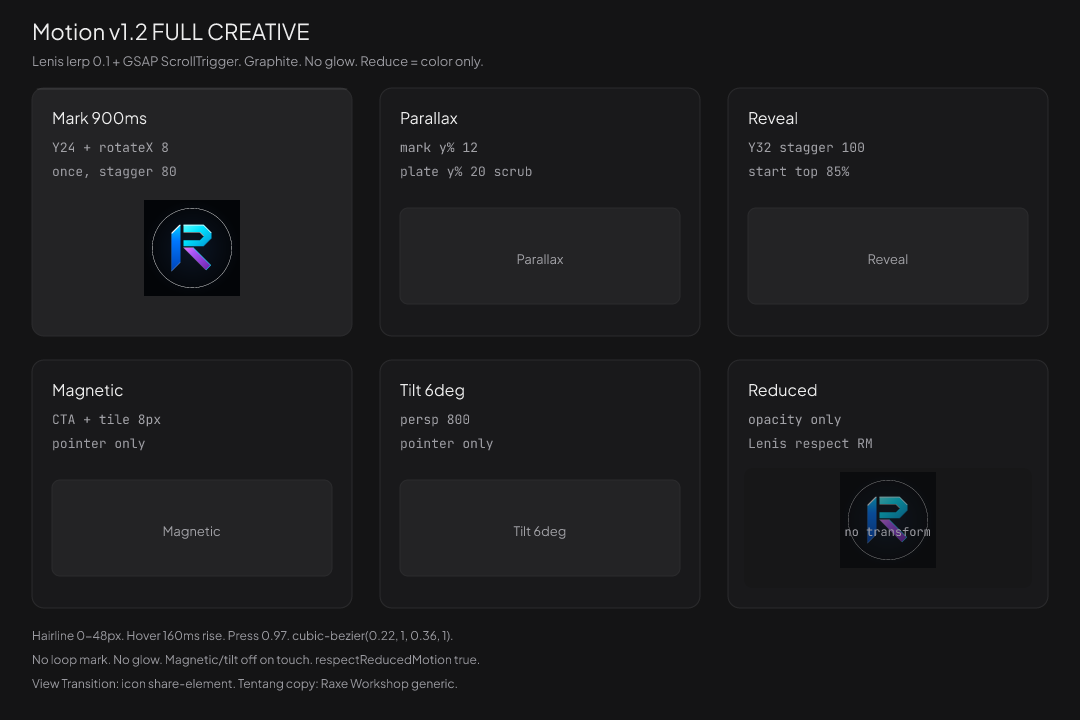 Motion v1.2 FULL CREATIVE
Lenis lerp 0.1 + GSAP ScrollTrigger. Graphite. No glow. Reduce = color only.
Mark 900ms
Y24 + rotateX 8
once, stagger 80
R
Parallax
mark y% 12
plate y% 20 scrub
Parallax
Reveal
Y32 stagger 100
start top 85%
Reveal
Magnetic
CTA + tile 8px
pointer only
Magnetic
Tilt 6deg
persp 800
pointer only
Tilt 6deg
Reduced
opacity only
Lenis respect RM
R
no transform
Hairline 0–48px. Hover 160ms rise. Press 0.97. cubic-bezier(0.22, 1, 0.36, 1).
No loop mark. No glow. Magnetic/tilt off on touch. respectReducedMotion true.
View Transition: icon share-element. Tentang copy: Raxe Workshop generic.